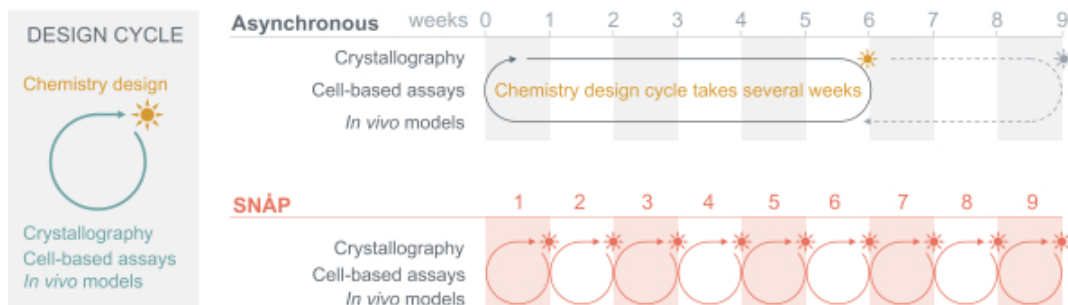 DESIGN CYCLE
Chemistry design
Crystallography
Cell-based assays
In vivo models
Asynchronous weeks 0 1 2 3 4 5 6 7 8 9
Crystallography
Cell-based assays Chemistry design cycle takes several weeks
In vivo models
SNÅP 1 2 3 4 5 6 7 8 9
Crystallography
Cell-based assays
In vivo models